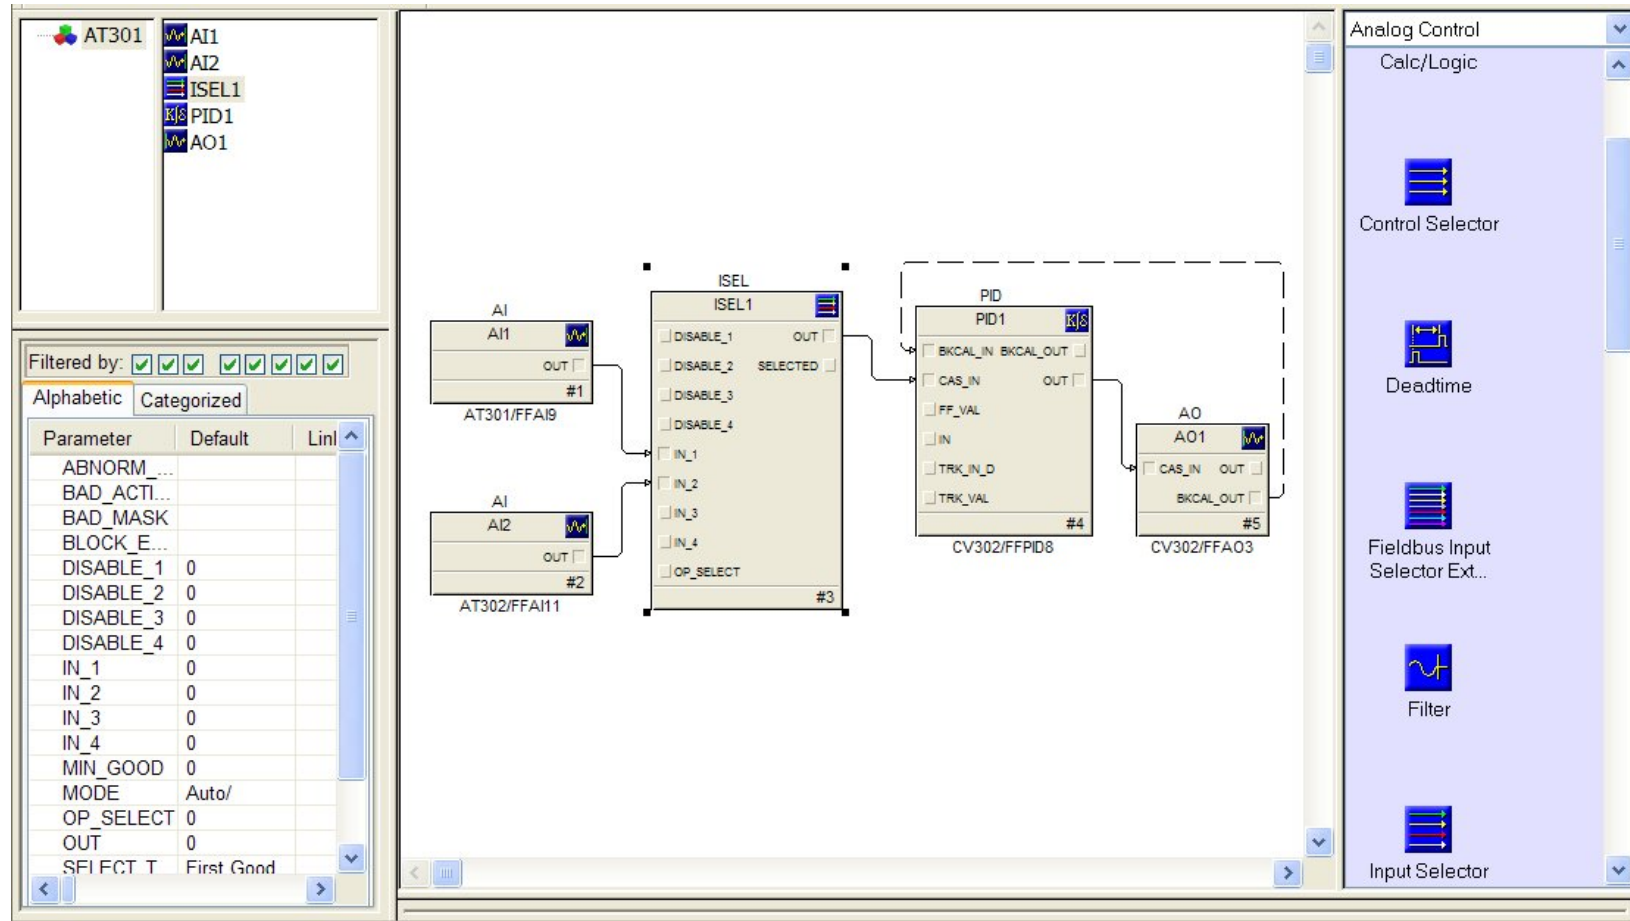 AT301
AI1
AI2
ISEL1
PID1
AO1
Filtered by:
Alphabetic Categorized
Parameter Default Linl
ABNORM_...
BAD_ACTI...
BAD_MASK
BLOCK_E...
DISABLE_1 0
DISABLE_2 0
DISABLE_3 0
DISABLE_4 0
IN_1 0
IN_2 0
IN_3 0
IN_4 0
MIN_GOOD 0
MODE Auto/
OP_SELECT 0
OUT 0
SELECT_T First Good
AI
AI1
OUT
#1
AT301/FFAI9
AI
AI2
OUT
#2
AT302/FFAI11
ISEL
ISEL1
DISABLE_1 OUT
DISABLE_2 SELECTED
DISABLE_3
DISABLE_4
IN_1
IN_2
IN_3
IN_4
OP_SELECT
#3
PID
PID1
BKCAL_IN BKCAL_OUT
CAS_IN OUT
FF_VAL
IN
TRK_IN_D
TRK_VAL
#4
CV302/FFPID8
AO
AO1
CAS_IN OUT
BKCAL_OUT
#5
CV302/FFAO3
Analog Control
Calc/Logic
Control Selector
Deadtime
Fieldbus Input
Selector Ext...
Filter
Input Selector